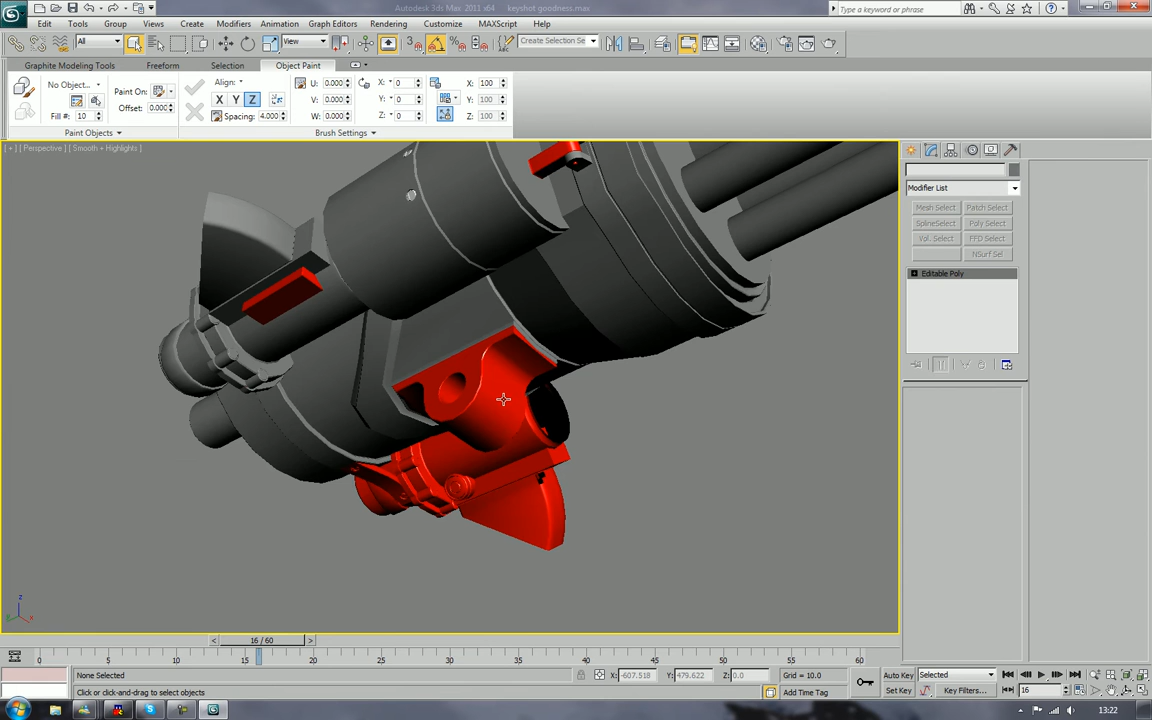 Autodesk 3ds Max 2011 x64 keyshot goodness.max
Type a keyword or phrase
Edit Tools Group Views Create Modifiers Animation Graph Editors Rendering Customize MAXScript Help
All View Create Selection Se
Graphite Modeling Tools Freeform Selection Object Paint
No Object... Paint On: Align: U: 0.000 X: 0 X: 100
X Y Z V: 0.000 Y: 0 Y: 100
Offset: 0.000
Fill #: 10 Spacing: 4.000 W: 0.000 Z: 0 Z: 100
Paint Objects Brush Settings
[ + ] [ Perspective ] [ Smooth + Highlights ]
Modifier List
Mesh Select Patch Select
SplineSelect Poly Select
Vol. Select FFD Select
NSurf Sel
Editable Poly
z
x
16 / 60
0 5 10 15 20 25 30 35 40 45 50 55 60
None Selected X: -607.518 Y: 479.622 Z: 0.0 Grid = 10.0 Auto Key Selected
Click or click-and-drag to select objects Add Time Tag Set Key Key Filters... 16
13:22